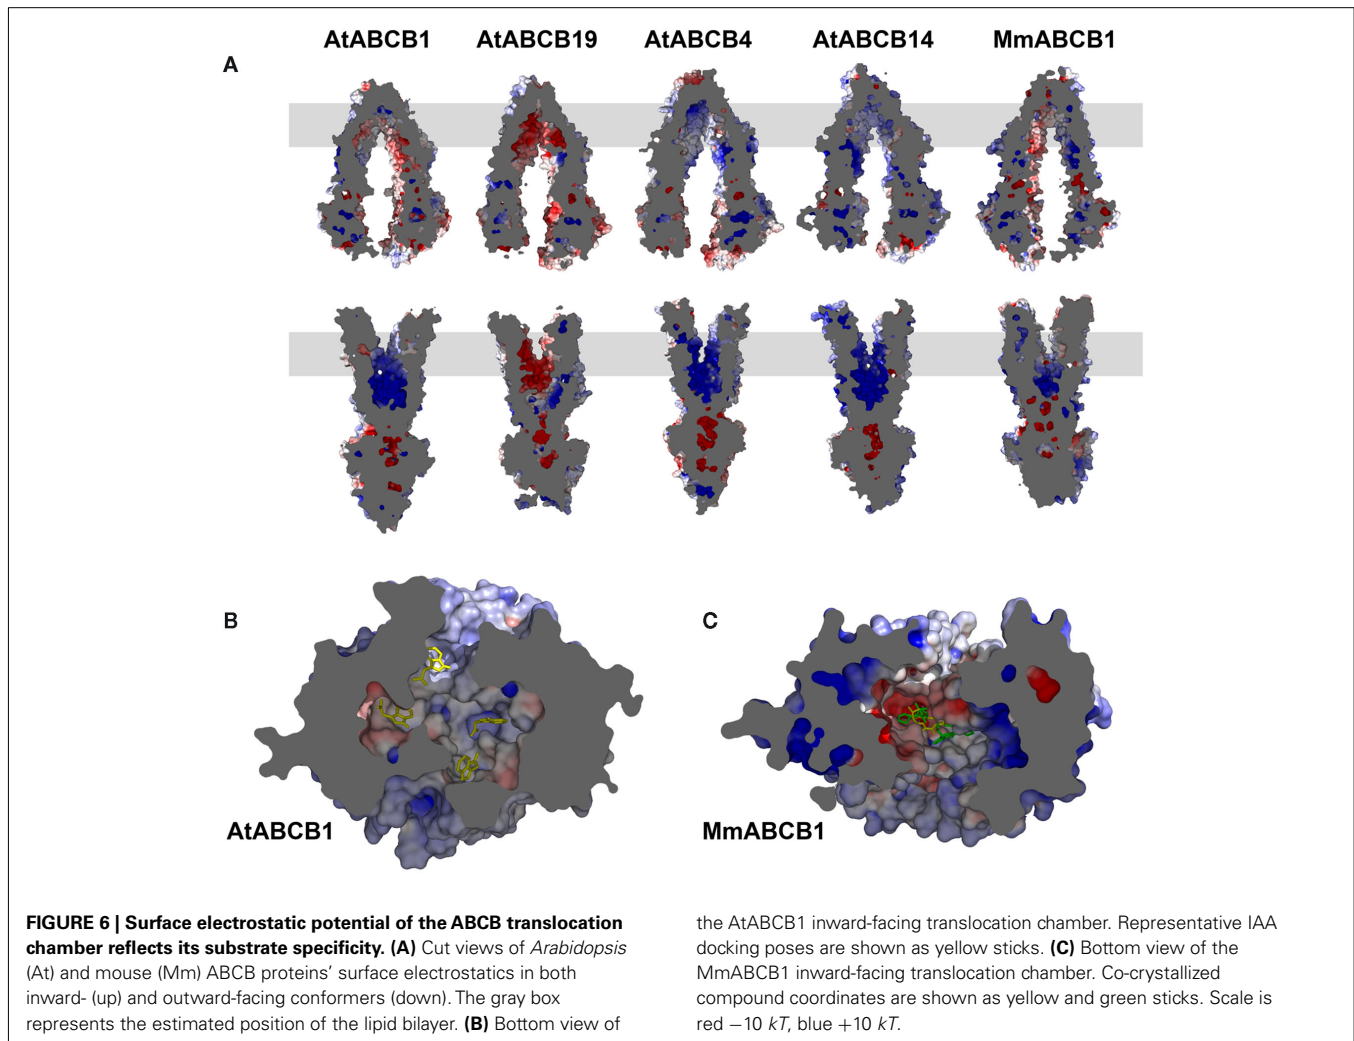 AtABCB1 AtABCB19 AtABCB4 AtABCB14 MmABCB1
A
B
C
AtABCB1
MmABCB1
FIGURE 6 | Surface electrostatic potential of the ABCB translocation
chamber reflects its substrate specificity. (A) Cut views of Arabidopsis
(At) and mouse (Mm) ABCB proteins' surface electrostatics in both
inward- (up) and outward-facing conformers (down). The gray box
represents the estimated position of the lipid bilayer. (B) Bottom view of
the AtABCB1 inward-facing translocation chamber. Representative IAA
docking poses are shown as yellow sticks. (C) Bottom view of the
MmABCB1 inward-facing translocation chamber. Co-crystallized
compound coordinates are shown as yellow and green sticks. Scale is
red −10 kT, blue +10 kT.